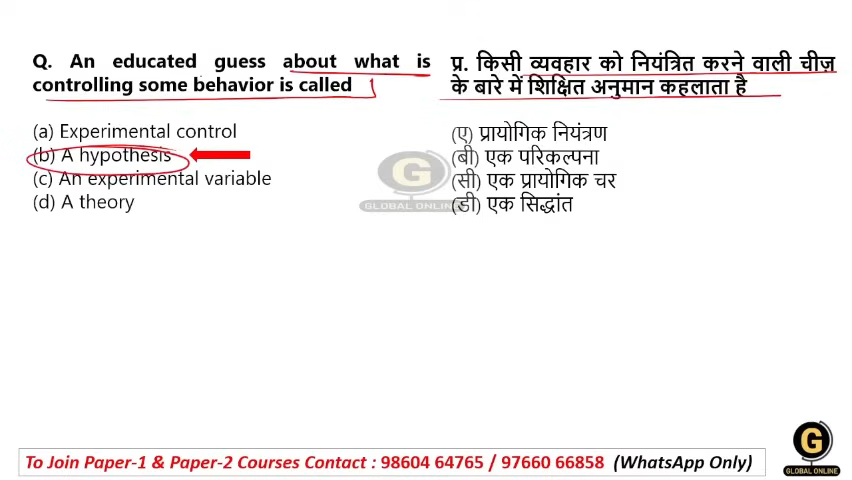 Q. An educated guess about what is
controlling some behavior is called
(a) Experimental control
(b) A hypothesis
(c) An experimental variable
(d) A theory
प्र. किसी व्यवहार को नियंत्रित करने वाली चीज़
के बारे में शिक्षित अनुमान कहलाता है
(ए) प्रायोगिक नियंत्रण
(बी) एक परिकल्पना
(सी) एक प्रायोगिक चर
(डी) एक सिद्धांत
G
GLOBAL ONLINE
To Join Paper-1 & Paper-2 Courses Contact : 98604 64765 / 97660 66858 (WhatsApp Only)
G
GLOBAL ONLINE